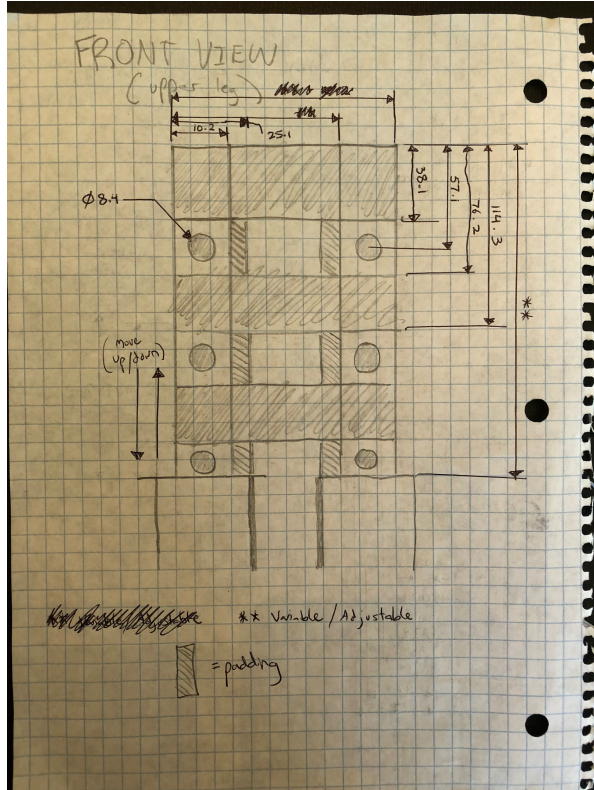 FRONT VIEW
(upper leg)
10.2
25.1
38.1
57.1
76.2
114.3
**
Ø8.4
(move
up/down)
** Variable / Adjustable
= padding